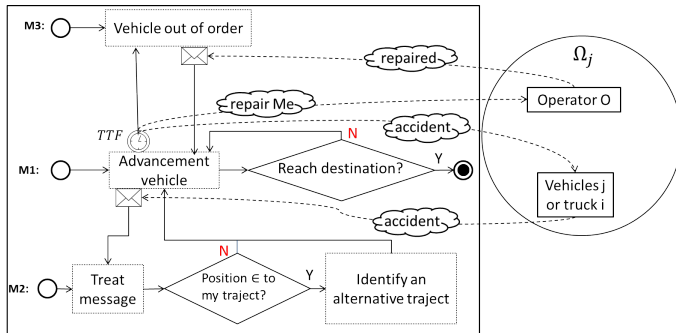 M3:
Vehicle out of order
repaired
Ωj
repair Me
Operator O
TTF
accident
N
M1:
Advancement
vehicle
Reach destination?
Y
Vehicles j
or truck i
accident
N
M2:
Treat
message
Position ∈ to
my traject?
Y
Identify an
alternative traject